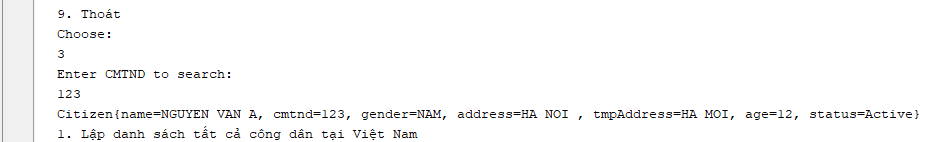 9. Thoát
Choose:
3
Enter CMTND to search:
123
Citizen{name=NGUYEN VAN A, cmtnd=123, gender=NAM, address=HA NOI , tmpAddress=HA MOI, age=12, status=Active}
1. Lập danh sách tất cả công dân tại Việt Nam